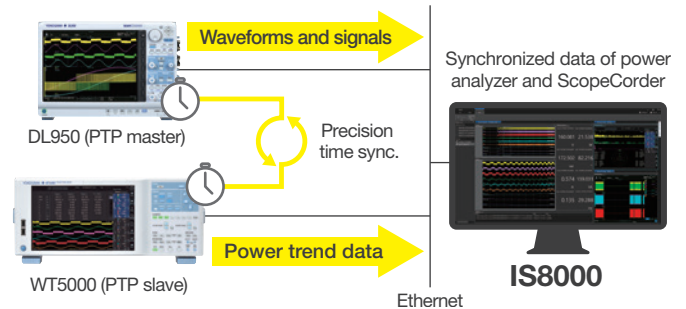 Waveforms and signals
DL950 (PTP master)
Precision
time sync.
Synchronized data of power
analyzer and ScopeCorder
WT5000 (PTP slave)
Power trend data
Ethernet
IS8000